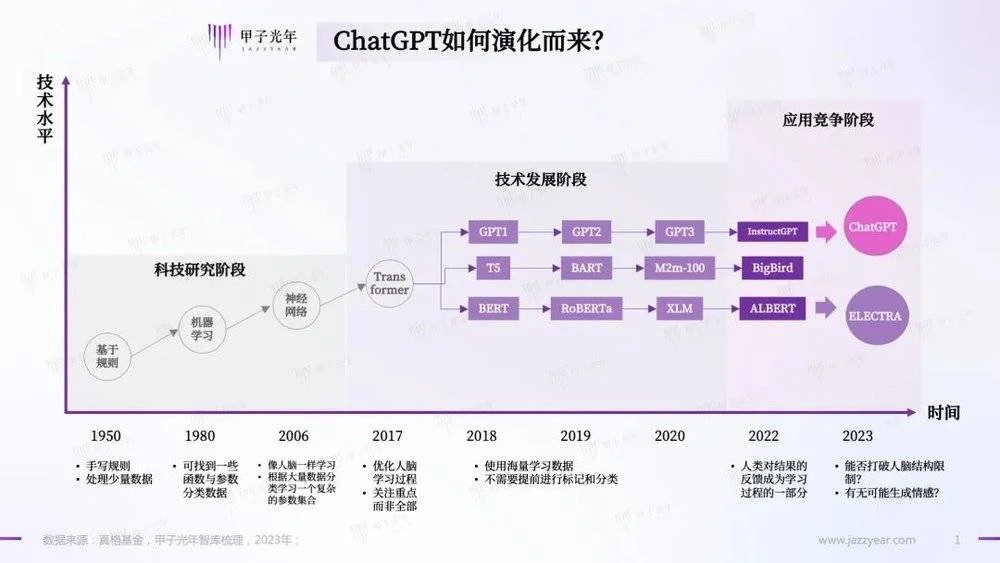 甲子光年
JAZZYEAR
ChatGPT如何演化而来?
技术水平
应用竞争阶段
技术发展阶段
科技研究阶段
ChatGPT
GPT1
GPT2
GPT3
InstructGPT
T5
BART
M2m-100
BigBird
BERT
RoBERTa
XLM
ALBERT
ELECTRA
Trans
former
神经
网络
机器
学习
基于
规则
时间
1950
1980
2006
2017
2018
2019
2020
2022
2023
• 手写规则
• 处理少量数据
• 可找到一些
函数与参数
分类数据
• 像人脑一样学习
• 根据大量数据分
类学习一个复杂
的参数集合
• 优化人脑
学习过程
• 关注重点
而非全部
• 使用海量学习数据
• 不需要提前进行标记和分类
• 人类对结果的
反馈成为学习
过程的一部分
• 能否打破人脑结构限
制?
• 有无可能生成情感?
数据来源:真格基金,甲子光年智库梳理,2023年;
www.jazzyear.com
1